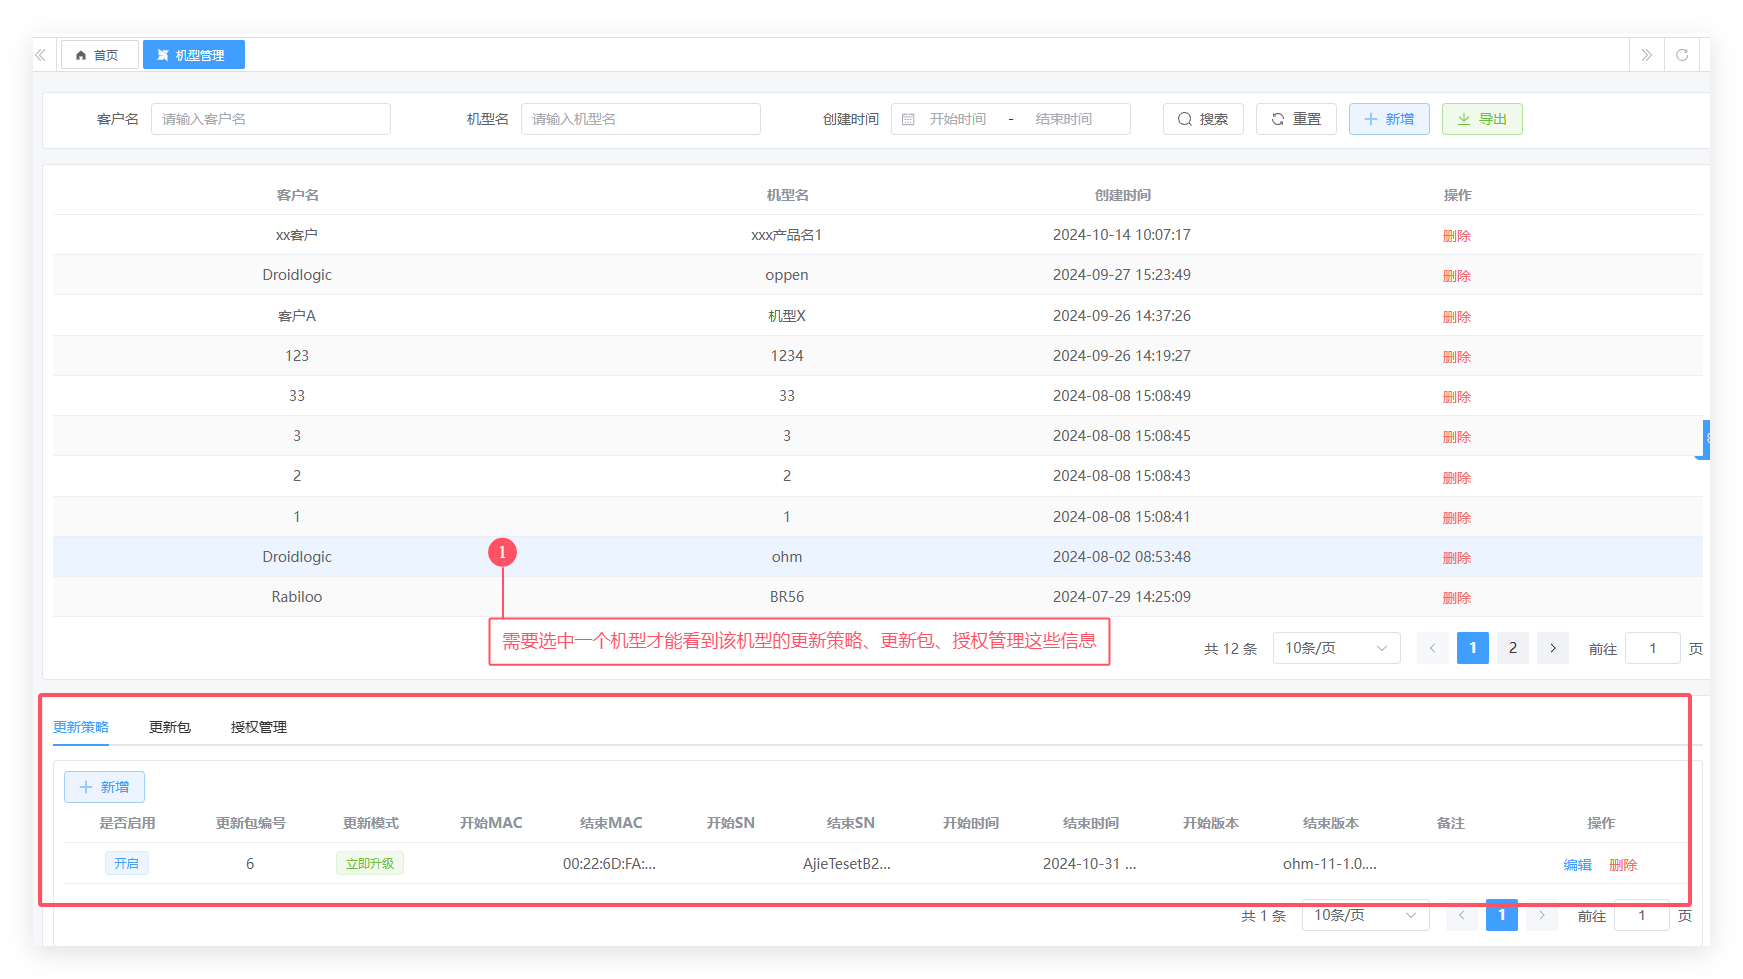 首页 机型管理
客户名 请输入客户名 机型名 请输入机型名 创建时间 开始时间 - 结束时间 搜索 重置 新增 导出
客户名 机型名 创建时间 操作
xx客户 xxx产品名1 2024-10-14 10:07:17 删除
Droidlogic oppen 2024-09-27 15:23:49 删除
客户A 机型X 2024-09-26 14:37:26 删除
123 1234 2024-09-26 14:19:27 删除
33 33 2024-08-08 15:08:49 删除
3 3 2024-08-08 15:08:45 删除
2 2 2024-08-08 15:08:43 删除
1 1 2024-08-08 15:08:41 删除
Droidlogic 1 ohm 2024-08-02 08:53:48 删除
Rabiloo BR56 2024-07-29 14:25:09 删除
需要选中一个机型才能看到该机型的更新策略、更新包、授权管理这些信息
共 12 条 10条/页 1 2 前往 1 页
更新策略 更新包 授权管理
新增
是否启用 更新包编号 更新模式 开始MAC 结束MAC 开始SN 结束SN 开始时间 结束时间 开始版本 结束版本 备注 操作
开启 6 立即升级 00:22:6D:FA:... AjieTesetB2... 2024-10-31 ... ohm-11-1.0.... 编辑 删除
共 1 条 10条/页 1 前往 1 页